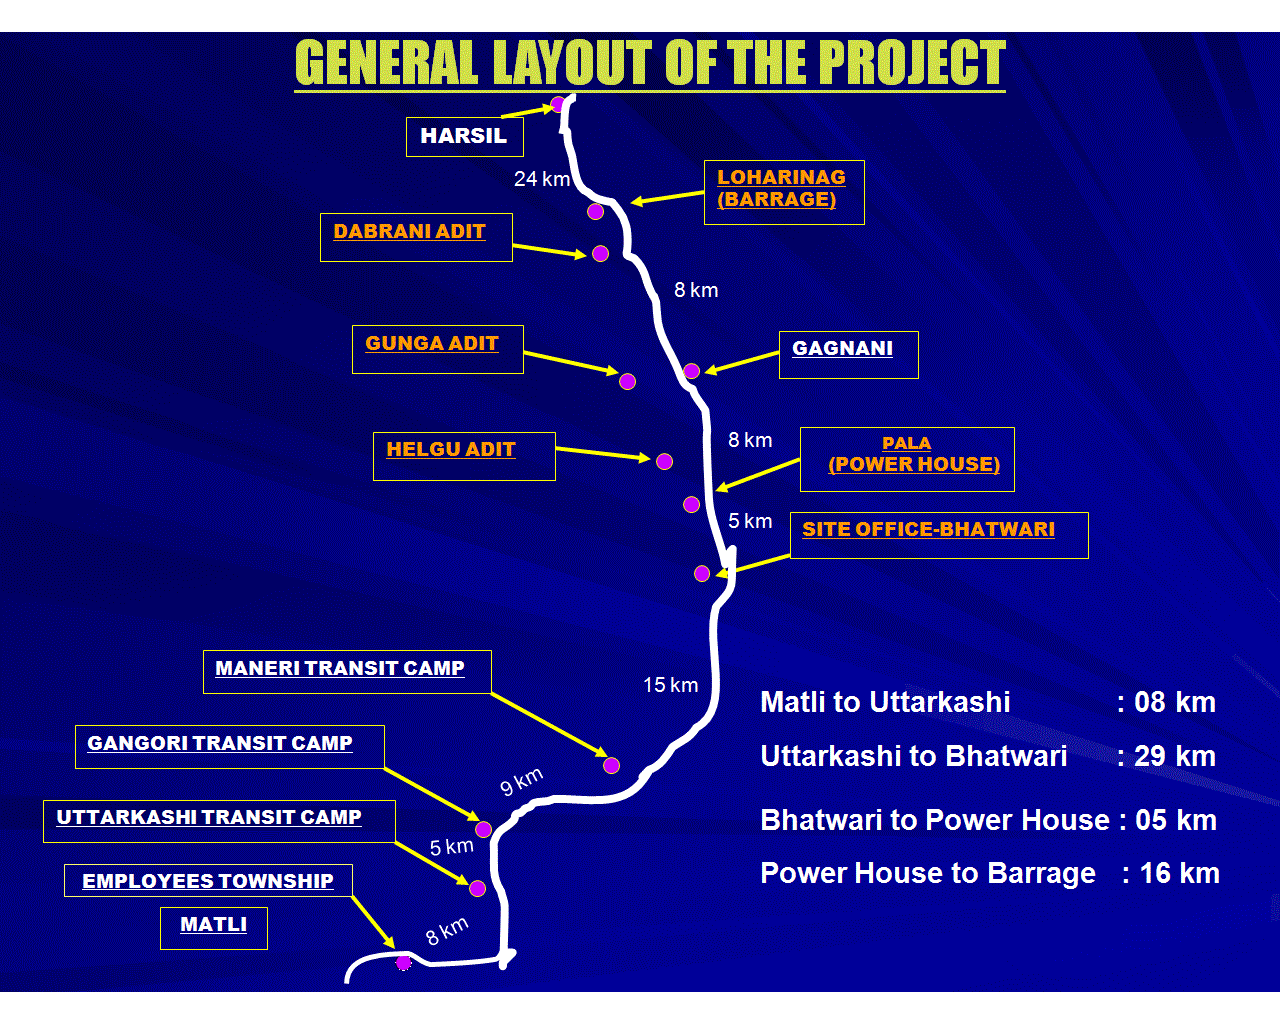 GENERAL LAYOUT OF THE PROJECT
HARSIL
24 km
LOHARINAG
(BARRAGE)
DABRANI ADIT
8 km
GUNGA ADIT
GAGNANI
HELGU ADIT
8 km
PALA
(POWER HOUSE)
5 km
SITE OFFICE-BHATWARI
MANERI TRANSIT CAMP
15 km
GANGORI TRANSIT CAMP
9 km
UTTARKASHI TRANSIT CAMP
5 km
EMPLOYEES TOWNSHIP
MATLI
8 km
Matli to Uttarkashi : 08 km
Uttarkashi to Bhatwari : 29 km
Bhatwari to Power House : 05 km
Power House to Barrage : 16 km